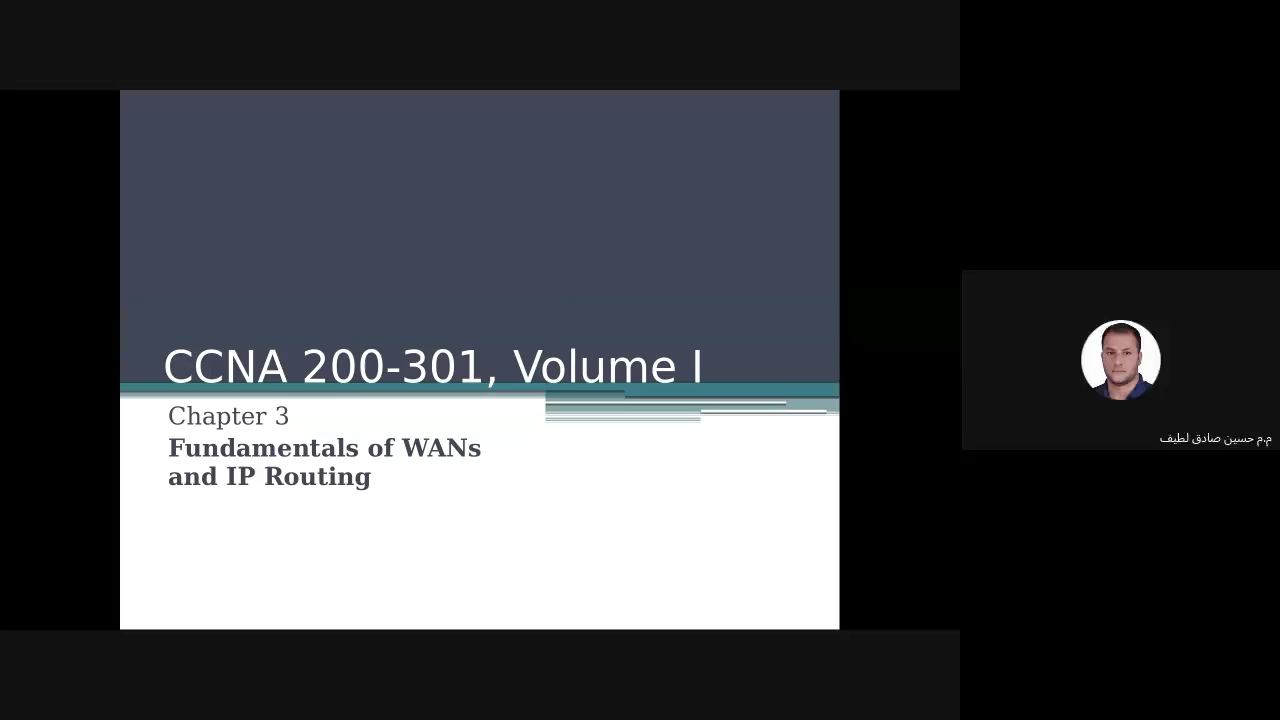 CCNA 200-301, Volume I
Chapter 3
Fundamentals of WANs
and IP Routing
م.م حسين صادق لطيف